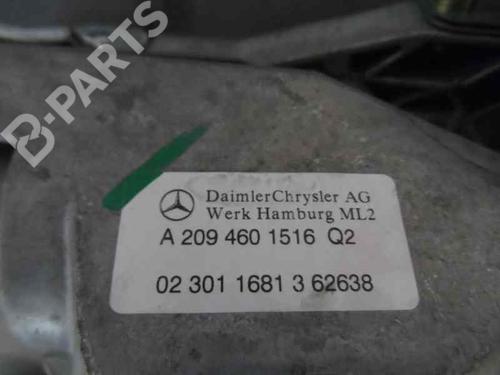 B-PARTS
DaimlerChrysler AG
Werk Hamburg ML2
A 209 460 1516 Q2
02 301 1681 3 62638